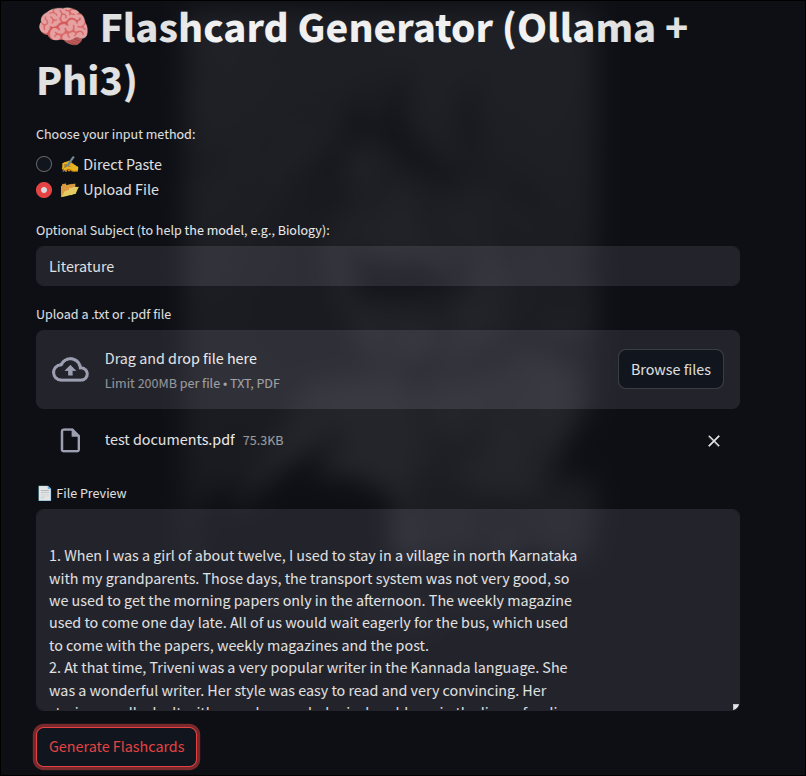 🧠 Flashcard Generator (Ollama +
Phi3)
Choose your input method:
✍️ Direct Paste
📂 Upload File
Optional Subject (to help the model, e.g., Biology):
Literature
Upload a .txt or .pdf file
Drag and drop file here
Limit 200MB per file • TXT, PDF
Browse files
test documents.pdf 75.3KB
📄 File Preview
1. When I was a girl of about twelve, I used to stay in a village in north Karnataka
with my grandparents. Those days, the transport system was not very good, so
we used to get the morning papers only in the afternoon. The weekly magazine
used to come one day late. All of us would wait eagerly for the bus, which used
to come with the papers, weekly magazines and the post.
2. At that time, Triveni was a very popular writer in the Kannada language. She
was a wonderful writer. Her style was easy to read and very convincing. Her
Generate Flashcards